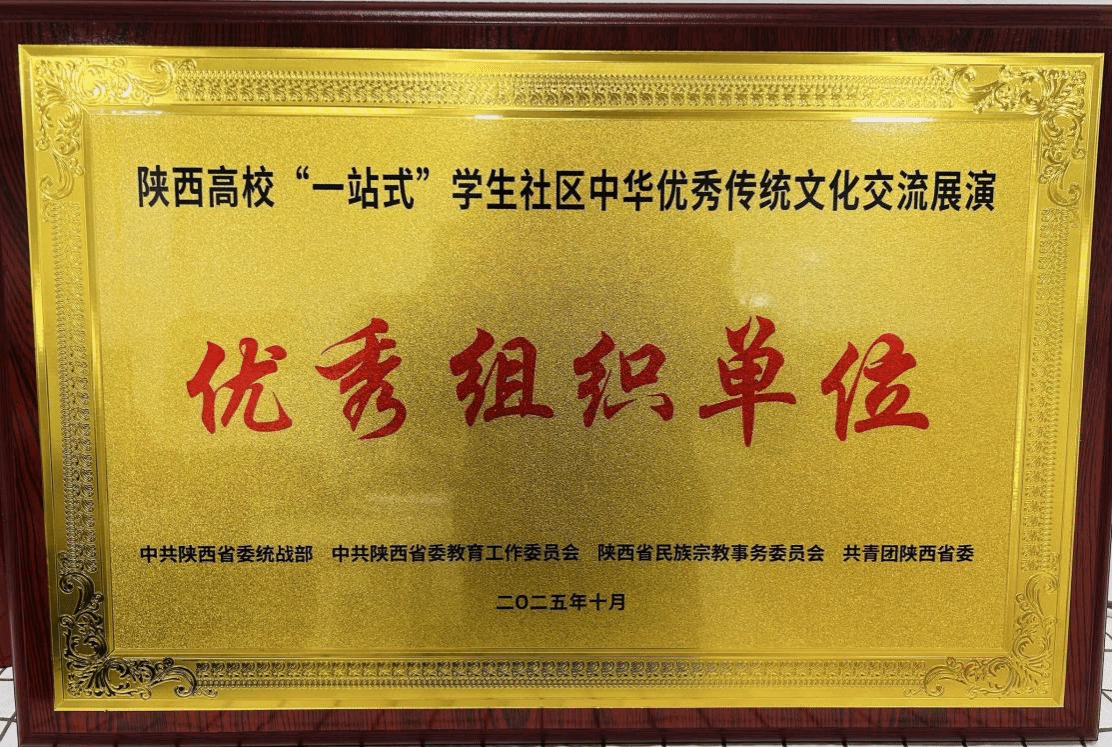 陕西高校“一站式”学生社区中华优秀传统文化交流展演
优秀组织单位
中共陕西省委统战部 中共陕西省委教育工作委员会 陕西省民族宗教事务委员会 共青团陕西省委
二〇二五年十月